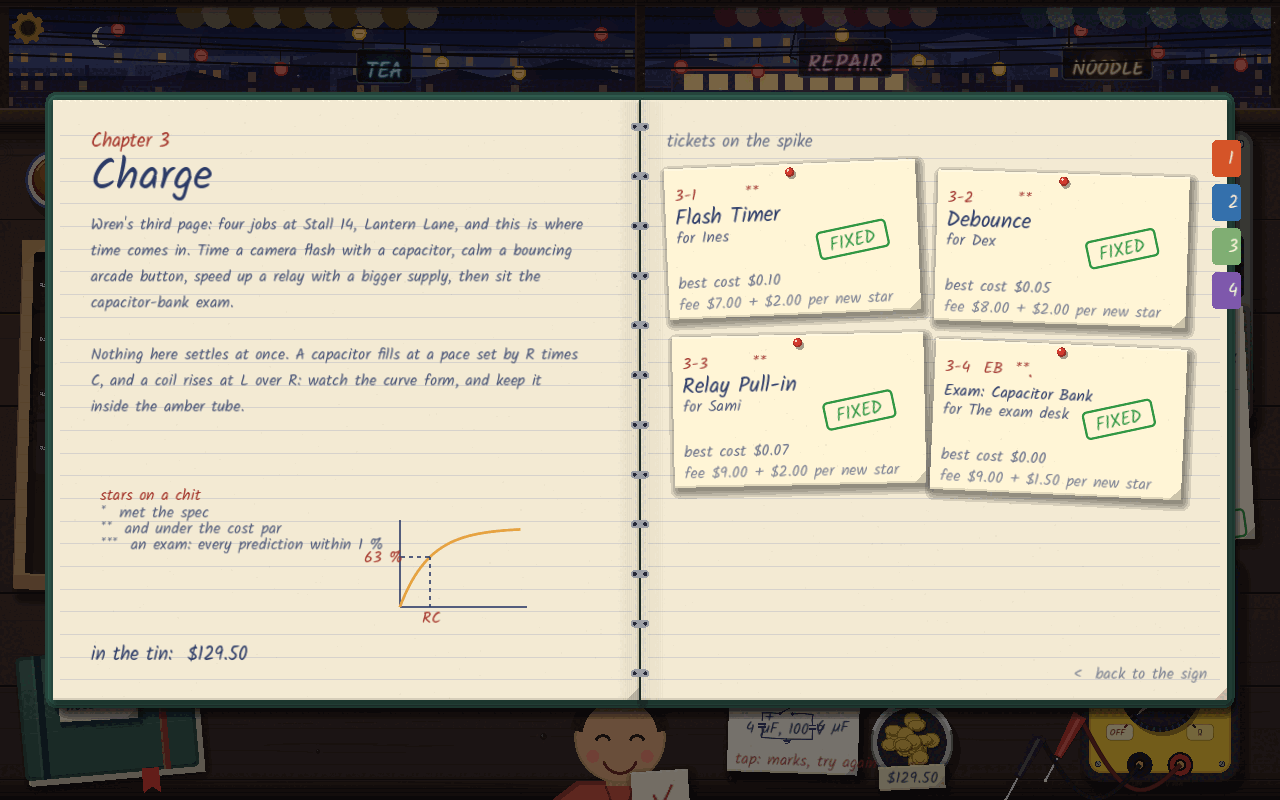 TEA
REPAIR
NOODLE
Chapter 3
Charge
Wren's third page: four jobs at Stall 14, Lantern Lane, and this is where
time comes in. Time a camera flash with a capacitor, calm a bouncing
arcade button, speed up a relay with a bigger supply, then sit the
capacitor-bank exam.
Nothing here settles at once. A capacitor fills at a pace set by R times
C, and a coil rises at L over R: watch the curve form, and keep it
inside the amber tube.
stars on a chit
* met the spec
** and under the cost par
*** an exam: every prediction within 1 %
63 %
RC
in the tin: $129.50
tickets on the spike
3-1 **
Flash Timer
for Ines
FIXED
best cost $0.10
fee $7.00 + $2.00 per new star
3-2 **
Debounce
for Dex
FIXED
best cost $0.05
fee $8.00 + $2.00 per new star
3-3 **
Relay Pull-in
for Sami
FIXED
best cost $0.07
fee $9.00 + $2.00 per new star
3-4 EB **
Exam: Capacitor Bank
for The exam desk
FIXED
best cost $0.00
fee $9.00 + $1.50 per new star
1
2
3
4
< back to the sign
tap: marks, try again
$129.50
OFF